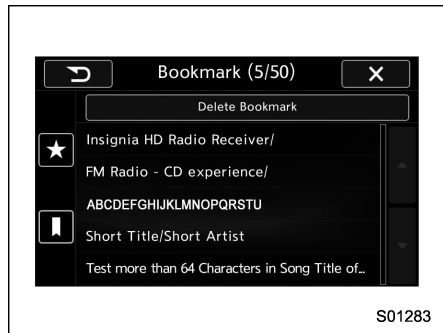 Bookmark (5/50)
Delete Bookmark
Insignia HD Radio Receiver/
FM Radio - CD experience/
ABCDEFGHIJKLMNOPQRSTU
Short Title/Short Artist
Test more than 64 Characters in Song Title of...
S01283